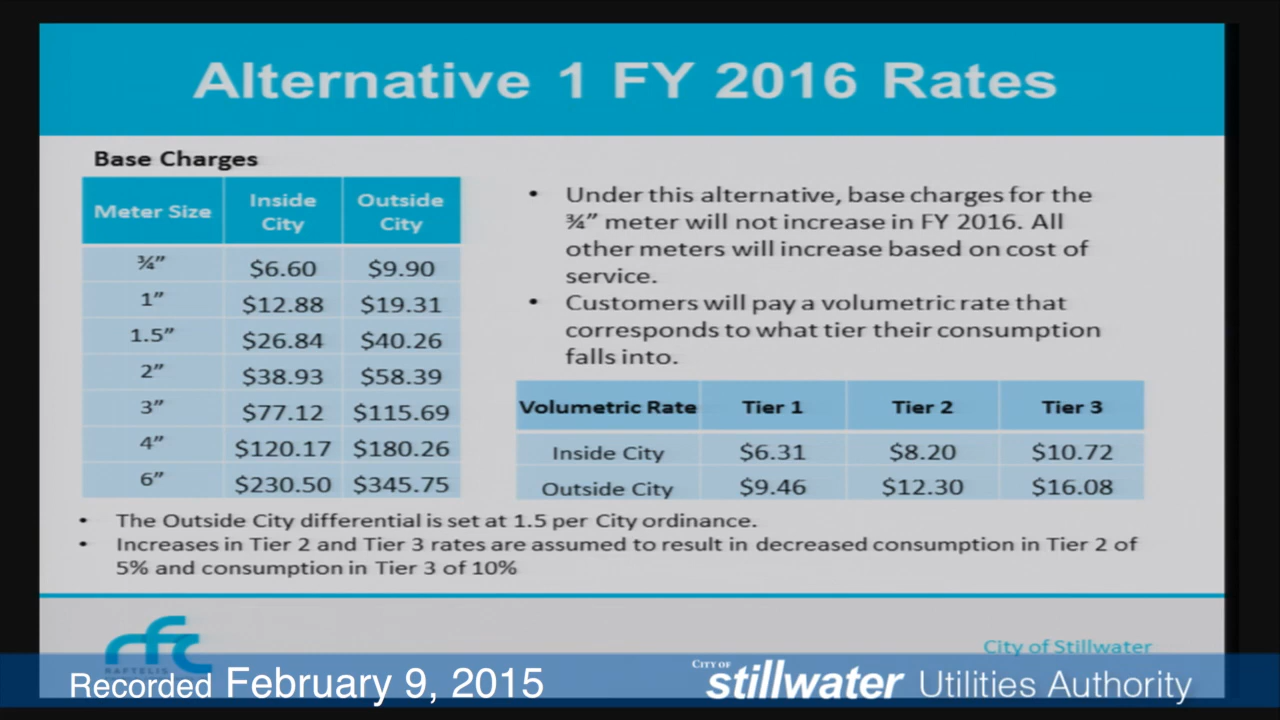 Alternative 1 FY 2016 Rates
Base Charges
Meter Size Inside City Outside City
¾” $6.60 $9.90
1” $12.88 $19.31
1.5” $26.84 $40.26
2” $38.93 $58.39
3” $77.12 $115.69
4” $120.17 $180.26
6” $230.50 $345.75
• Under this alternative, base charges for the
¾” meter will not increase in FY 2016. All
other meters will increase based on cost of
service.
• Customers will pay a volumetric rate that
corresponds to what tier their consumption
falls into.
Volumetric Rate Tier 1 Tier 2 Tier 3
Inside City $6.31 $8.20 $10.72
Outside City $9.46 $12.30 $16.08
• The Outside City differential is set at 1.5 per City ordinance.
• Increases in Tier 2 and Tier 3 rates are assumed to result in decreased consumption in Tier 2 of
5% and consumption in Tier 3 of 10%
rfc
RAFTELIS
City of Stillwater
Recorded February 9, 2015
CITY OF stillwater Utilities Authority